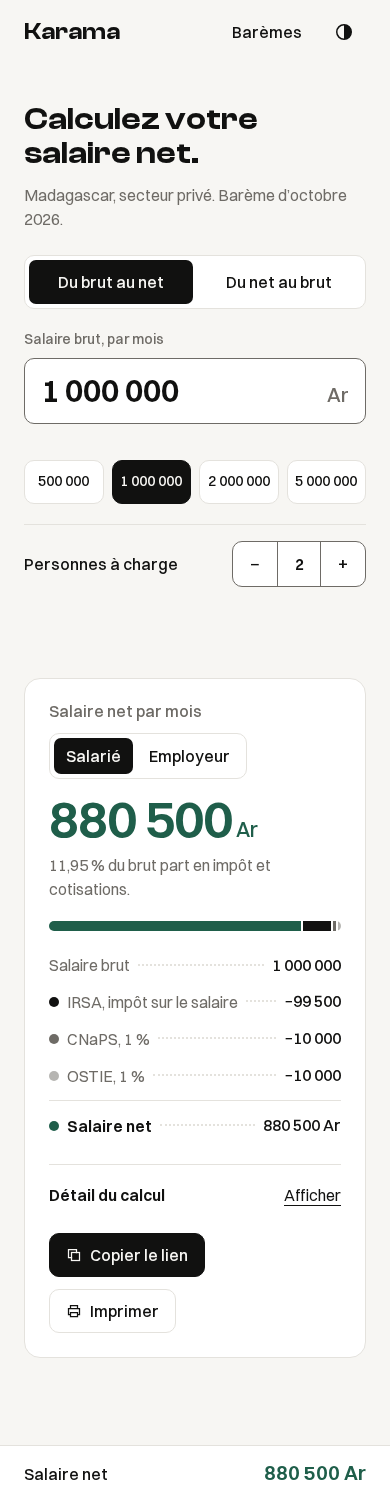 Karama
Barèmes
Calculez votre
salaire net.
Madagascar, secteur privé. Barème d'octobre
2026.
Du brut au net
Du net au brut
Salaire brut, par mois
1 000 000
Ar
500 000
1 000 000
2 000 000
5 000 000
Personnes à charge
−
2
+
Salaire net par mois
Salarié
Employeur
880 500 Ar
11,95 % du brut part en impôt et
cotisations.
Salaire brut 1 000 000
IRSA, impôt sur le salaire −99 500
CNaPS, 1 % −10 000
OSTIE, 1 % −10 000
Salaire net 880 500 Ar
Détail du calcul
Afficher
Copier le lien
Imprimer
Salaire net
880 500 Ar